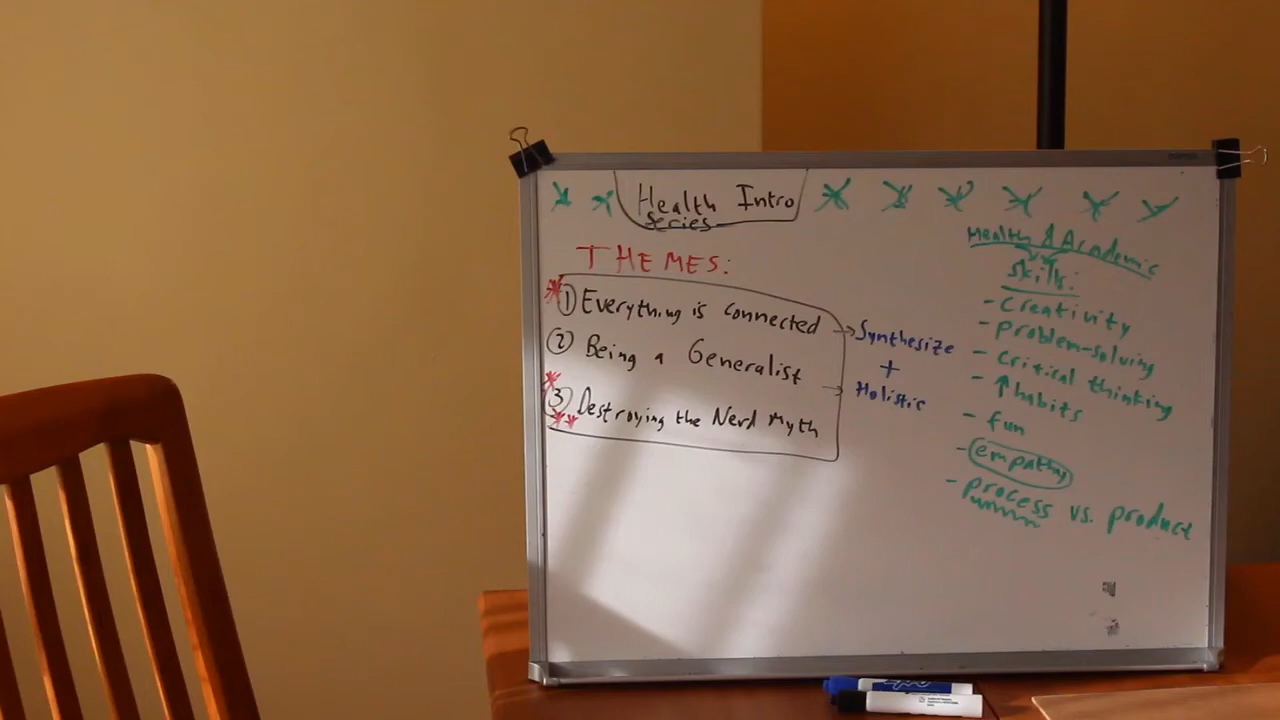 Health Intro
series
THEMES:
1 Everything is connected
2 Being a Generalist
3 Destroying the Nerd Myth
Synthesize
+
Holistic
Health & Academic
skills:
- creativity
- problem-solving
- critical thinking
- ↑ habits
- fun
- empathy
- process vs. product